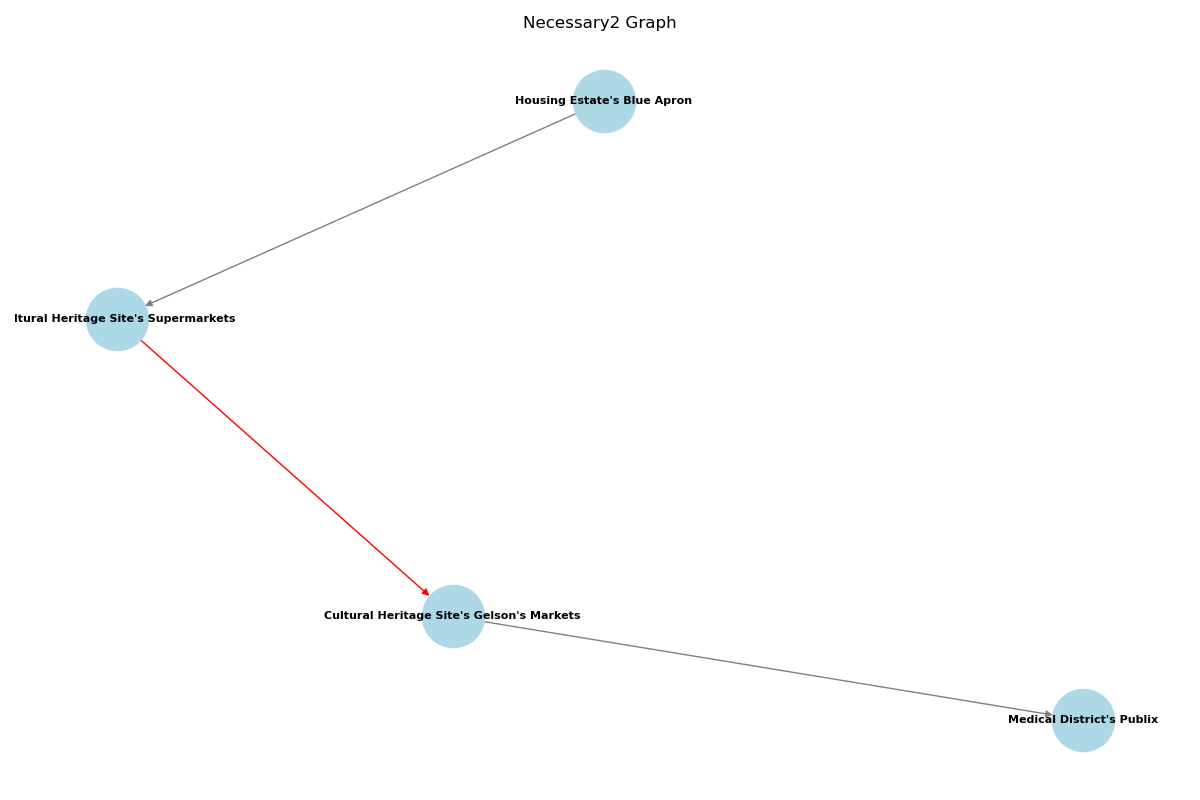 Necessary2 Graph
Housing Estate's Blue Apron
ltural Heritage Site's Supermarkets
Cultural Heritage Site's Gelson's Markets
Medical District's Publix